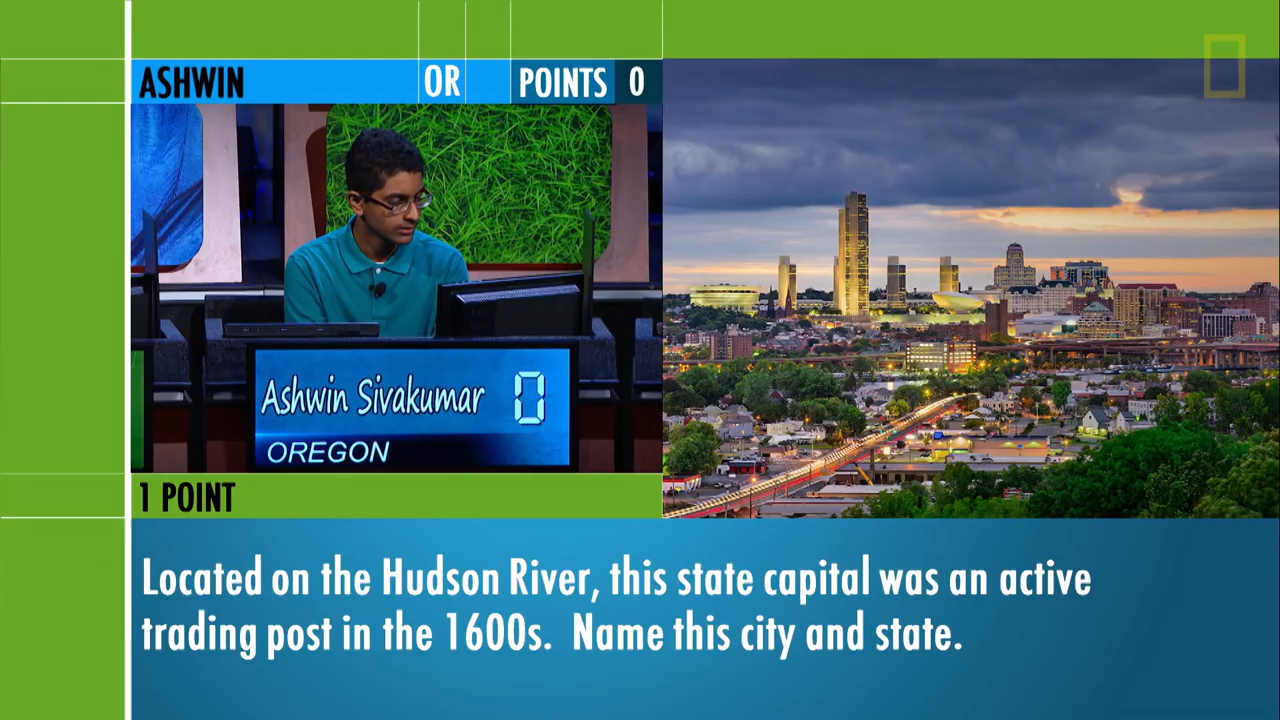 ASHWIN OR POINTS 0
Ashwin Sivakumar 0
OREGON
1 POINT
Located on the Hudson River, this state capital was an active
trading post in the 1600s. Name this city and state.